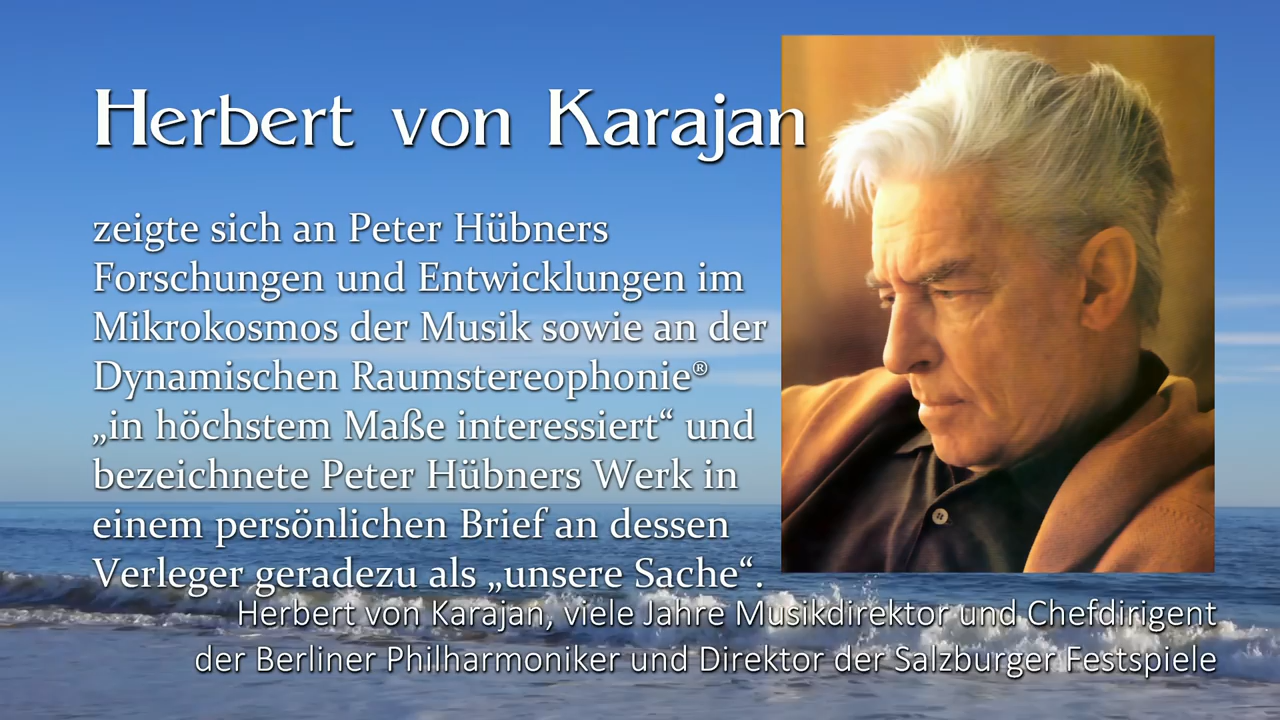 Herbert von Karajan
zeigte sich an Peter Hübners
Forschungen und Entwicklungen im
Mikrokosmos der Musik sowie an der
Dynamischen Raumstereophonie®
„in höchstem Maße interessiert“ und
bezeichnete Peter Hübners Werk in
einem persönlichen Brief an dessen
Verleger geradezu als „unsere Sache“.
Herbert von Karajan, viele Jahre Musikdirektor und Chefdirigent
der Berliner Philharmoniker und Direktor der Salzburger Festspiele